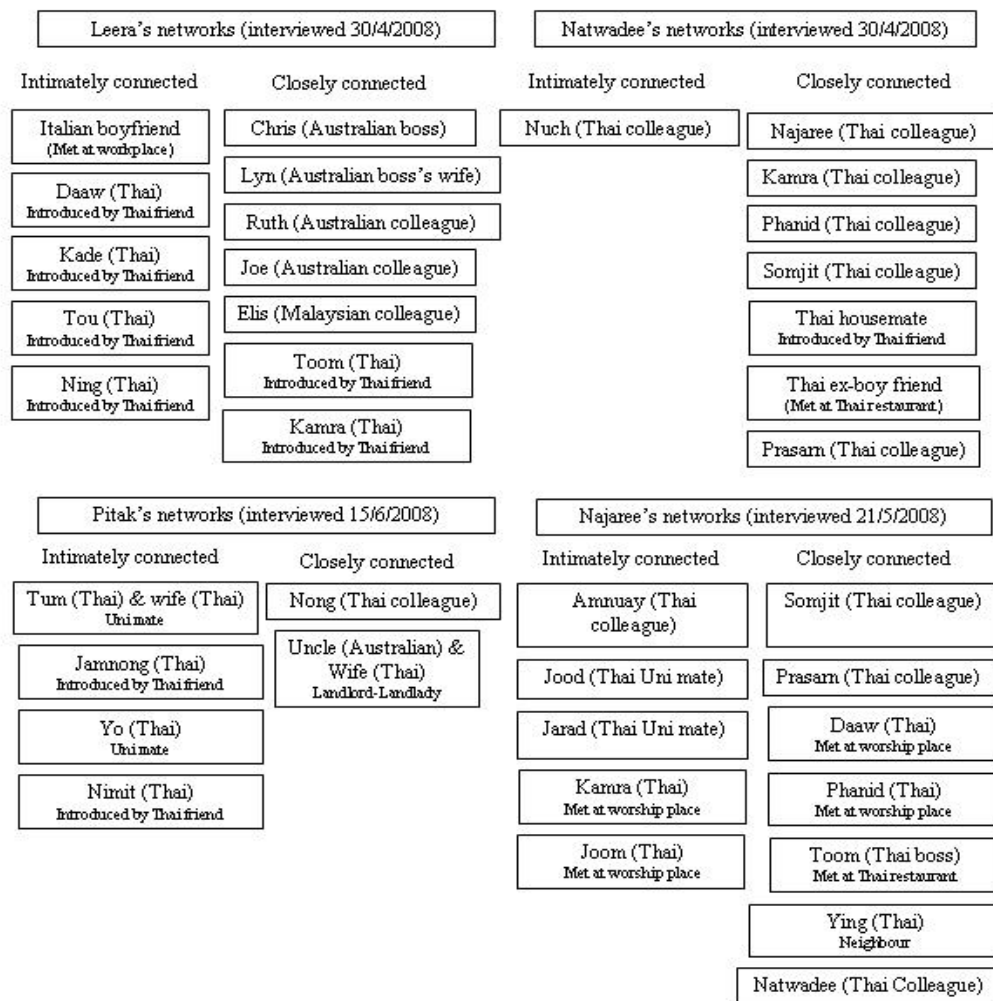 Leera's networks (interviewed 30/4/2008)
Intimately connected
Italian boyfriend
(Met at workplace)
Daaw (Thai)
Introduced by Thai friend
Kade (Thai)
Introduced by Thai friend
Tou (Thai)
Introduced by Thai friend
Ning (Thai)
Introduced by Thai friend
Closely connected
Chris (Australian boss)
Lyn (Australian boss's wife)
Ruth (Australian colleague)
Joe (Australian colleague)
Elis (Malaysian colleague)
Toom (Thai)
Introduced by Thai friend
Kamra (Thai)
Introduced by Thai friend
Natwadee's networks (interviewed 30/4/2008)
Intimately connected
Nuch (Thai colleague)
Closely connected
Najaree (Thai colleague)
Kamra (Thai colleague)
Phanid (Thai colleague)
Somjit (Thai colleague)
Thai housemate
Introduced by Thai friend
Thai ex-boy friend
(Met at Thai restaurant)
Prasarn (Thai colleague)
Pitak's networks (interviewed 15/6/2008)
Intimately connected
Tum (Thai) & wife (Thai)
Uni mate
Jamnong (Thai)
Introduced by Thai friend
Yo (Thai)
Uni mate
Nimit (Thai)
Introduced by Thai friend
Closely connected
Nong (Thai colleague)
Uncle (Australian) &
Wife (Thai)
Landlord-Landlady
Najaree's networks (interviewed 21/5/2008)
Intimately connected
Amnuay (Thai
colleague)
Jood (Thai Uni mate)
Jarad (Thai Uni mate)
Kamra (Thai)
Met at worship place
Joom (Thai)
Met at worship place
Closely connected
Somjit (Thai colleague)
Prasarn (Thai colleague)
Daaw (Thai)
Met at worship place
Phanid (Thai)
Met at worship place
Toom (Thai boss)
Met at Thai restaurant
Ying (Thai)
Neighbour
Natwadee (Thai Colleague)